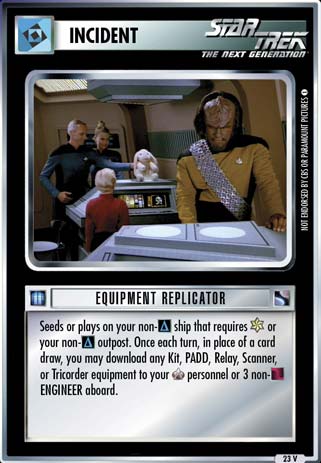 INCIDENT
STAR TREK
THE NEXT GENERATION
NOT ENDORSED BY CBS OR PARAMOUNT PICTURES
EQUIPMENT REPLICATOR
Seeds or plays on your non- ship that requires or
your non- outpost. Once each turn, in place of a card
draw, you may download any Kit, PADD, Relay, Scanner,
or Tricorder equipment to your personnel or 3 non-
ENGINEER aboard.
23 V